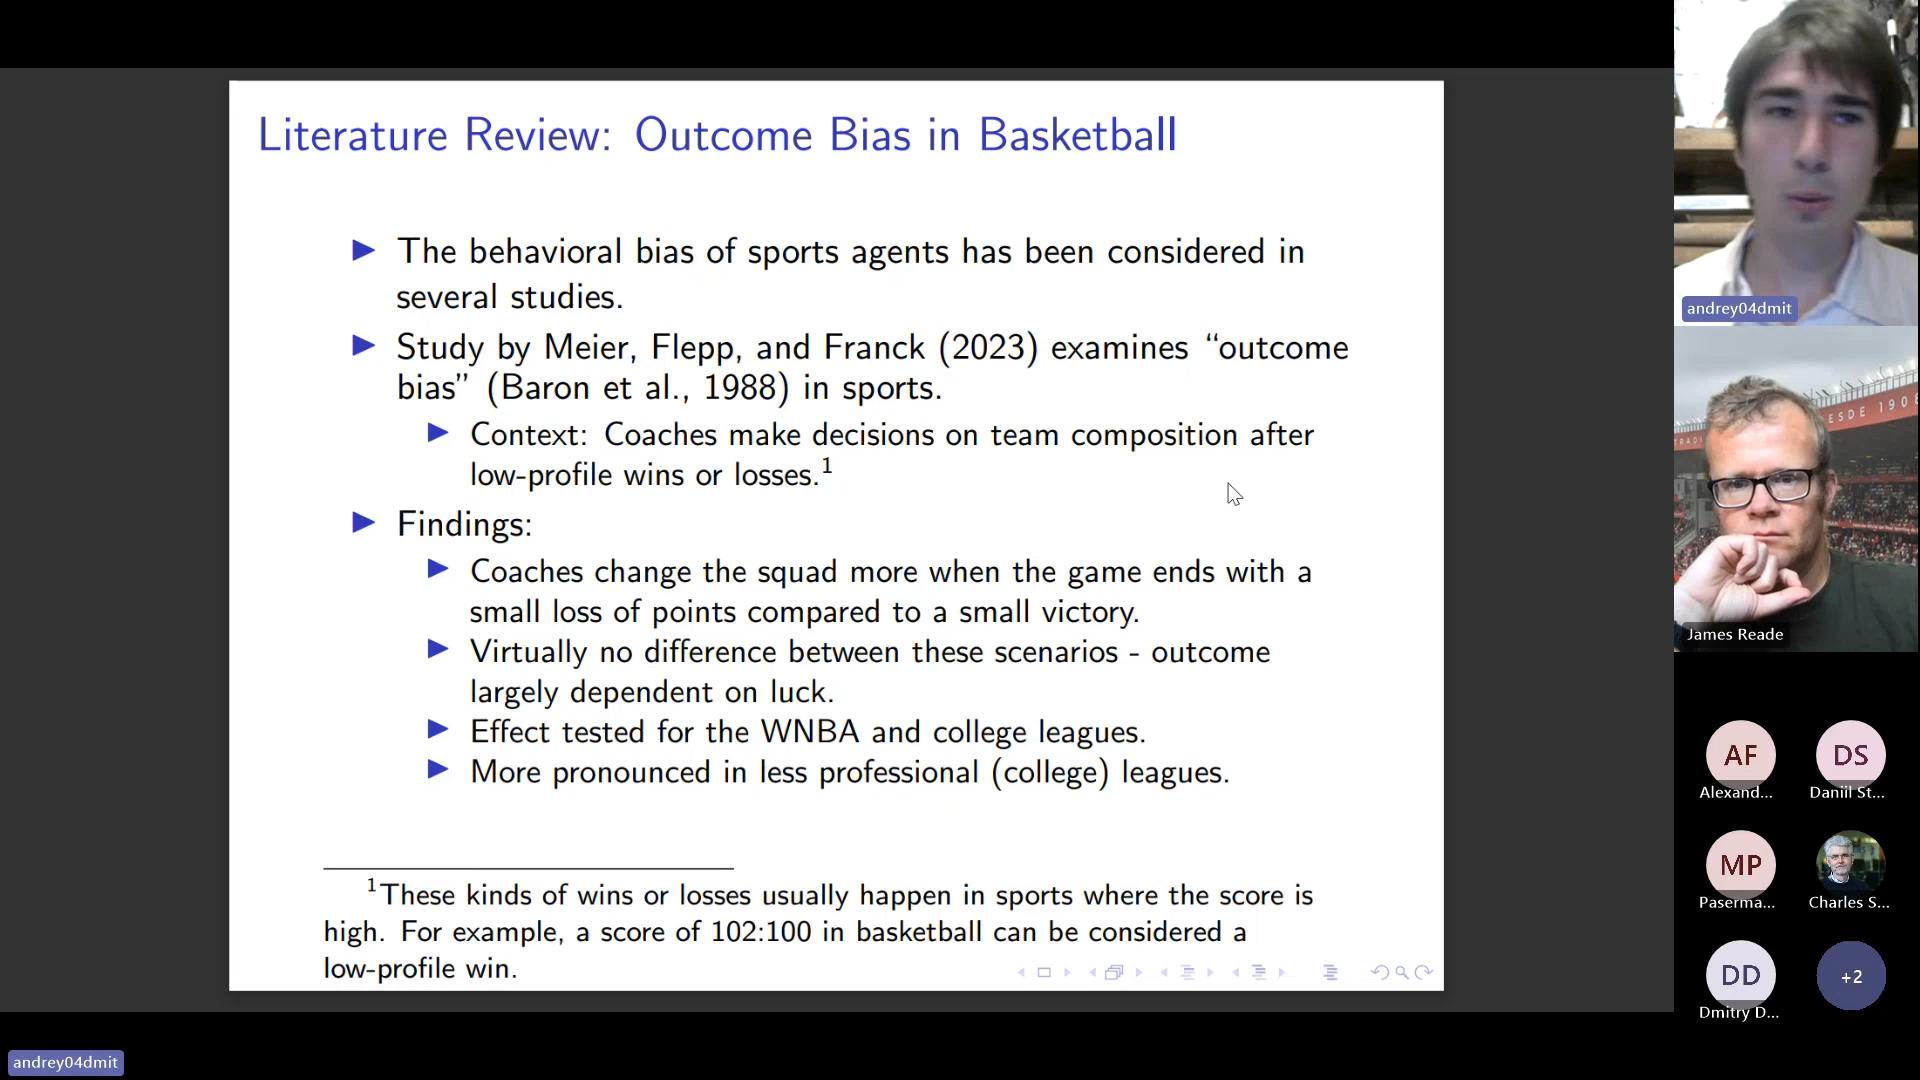 Literature Review: Outcome Bias in Basketball
The behavioral bias of sports agents has been considered in
several studies.
Study by Meier, Flepp, and Franck (2023) examines “outcome
bias” (Baron et al., 1988) in sports.
Context: Coaches make decisions on team composition after
low-profile wins or losses.1
Findings:
Coaches change the squad more when the game ends with a
small loss of points compared to a small victory.
Virtually no difference between these scenarios - outcome
largely dependent on luck.
Effect tested for the WNBA and college leagues.
More pronounced in less professional (college) leagues.
1These kinds of wins or losses usually happen in sports where the score is
high. For example, a score of 102:100 in basketball can be considered a
low-profile win.
andrey04dmit
DESDE 1908
James Reade
AF
Alexand...
DS
Daniil St...
MP
Paserma...
Charles S...
DD
Dmitry D...
+2
andrey04dmit